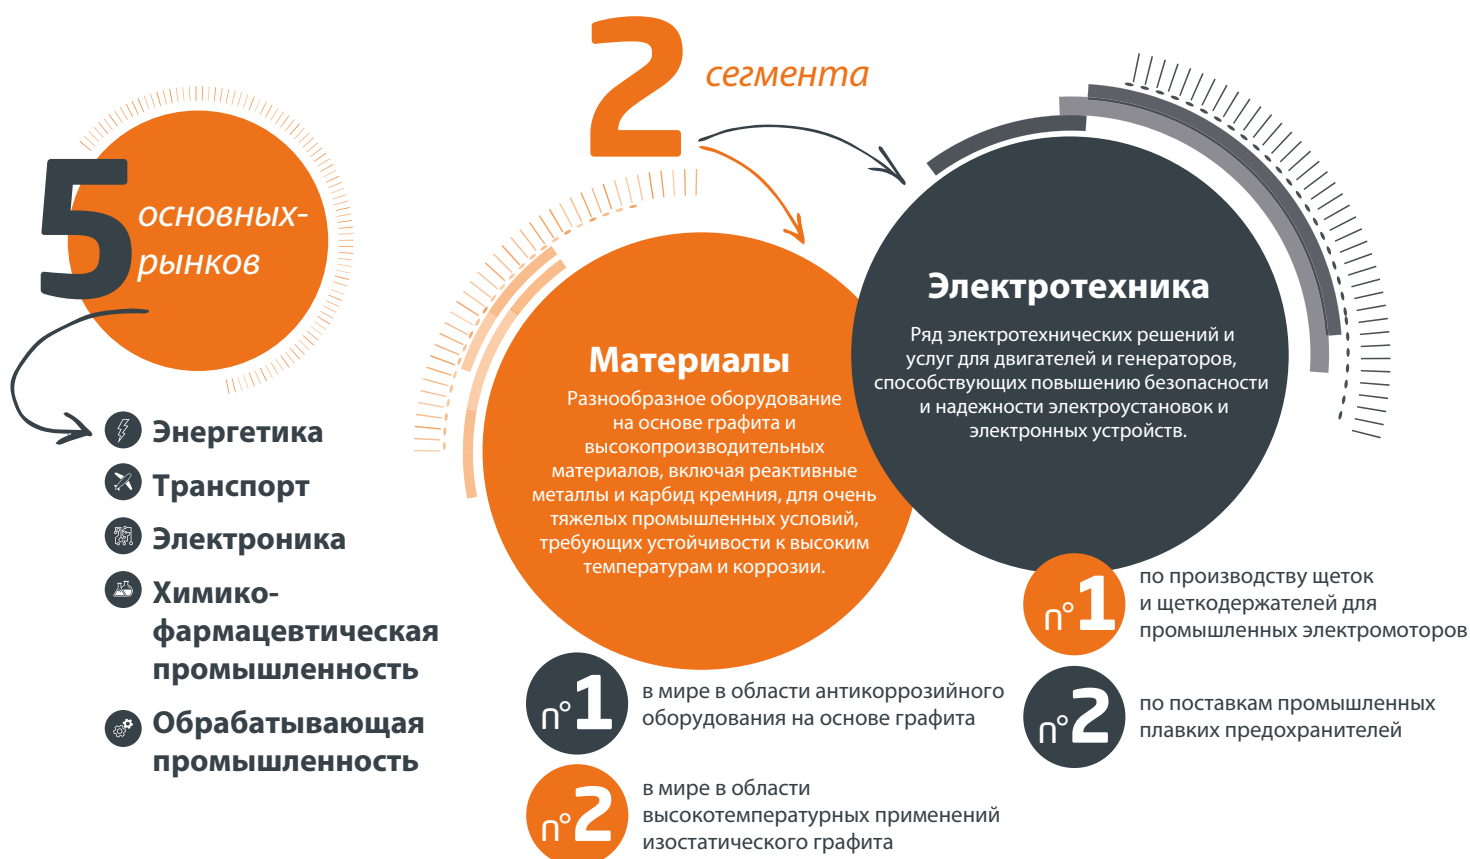 5
основных-
рынков
Энергетика
Транспорт
Электроника
Химико-
фармацевтическая
промышленность
Обрабатывающая
промышленность
2
сегмента
Материалы
Разнообразное оборудование
на основе графита и
высокопроизводительных
материалов, включая реактивные
металлы и карбид кремния, для очень
тяжелых промышленных условий,
требующих устойчивости к высоким
температурам и коррозии.
n°1
в мире в области антикоррозийного
оборудования на основе графита
n°2
в мире в области
высокотемпературных применений
изостатического графита
Электротехника
Ряд электротехнических решений и
услуг для двигателей и генераторов,
способствующих повышению безопасности
и надежности электроустановок и
электронных устройств.
n°1
по производству щеток
и щеткодержателей для
промышленных электромоторов
n°2
по поставкам промышленных
плавких предохранителей